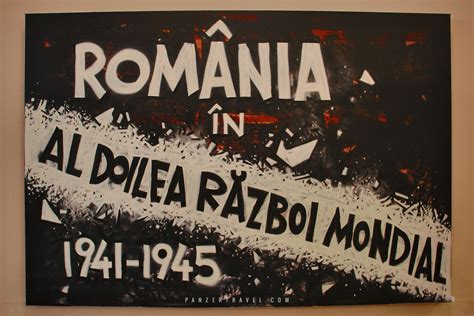 ROMÂNIA
ÎN
AL DOILEA RĂZBOI MONDIAL
1941-1945
PANZERTRAVEL.COM